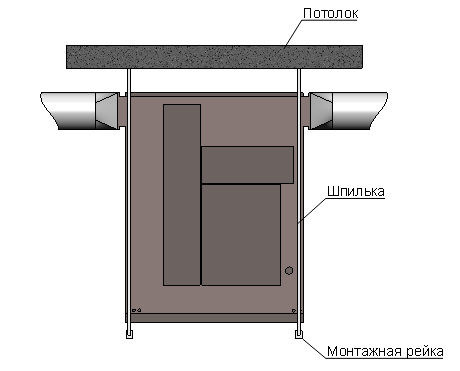 Потолок
Шпилька
Монтажная рейка